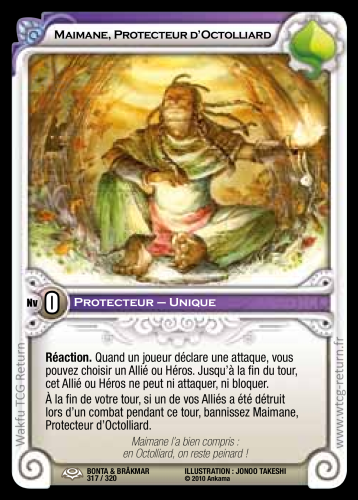 Maimane, Protecteur d'Octolliard
Nv 0
Protecteur – Unique
Réaction. Quand un joueur déclare une attaque, vous
pouvez choisir un Allié ou Héros. Jusqu'à la fin du tour,
cet Allié ou Héros ne peut ni attaquer, ni bloquer.
À la fin de votre tour, si un de vos Alliés a été détruit
lors d'un combat pendant ce tour, bannissez Maimane,
Protecteur d'Octolliard.
Maimane l'a bien compris :
en Octolliard, on reste peinard !
BONTA & BRÂKMAR
317 / 320
ILLUSTRATION : JONOO TAKESHI
© 2010 Ankama
Wakfu TCG Return
www.wtcg-return.fr